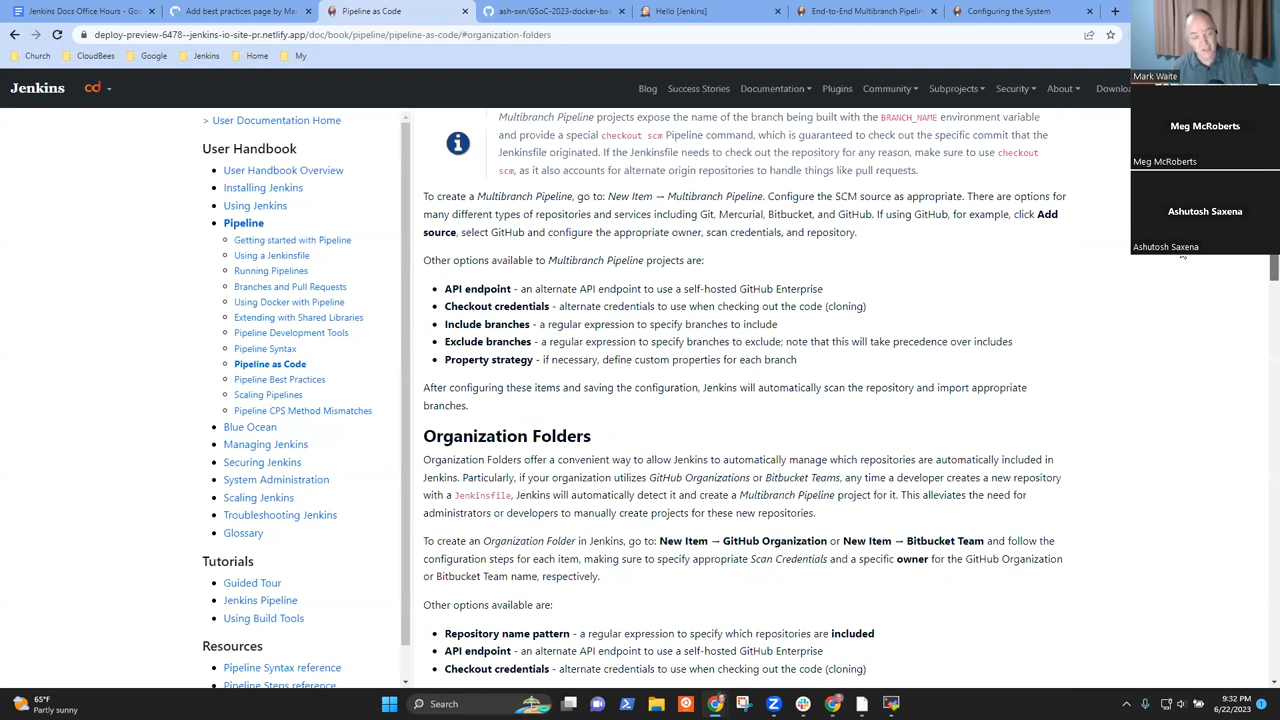 Jenkins Docs Office Hours - Goo
Add best practices page by Mar
Pipeline as Code
ash-sxn/GSoC-2023-docker-bas
Hello [Jenkins]
End-to-End Multibranch Pipelin
Configuring the System
deploy-preview-6478--jenkins-io-site-pr.netlify.app/doc/book/pipeline/pipeline-as-code/#organization-folders
Church
CloudBees
Google
Jenkins
Home
My
Jenkins
cd
Blog
Success Stories
Documentation
Plugins
Community
Subprojects
Security
About
Downloa
Mark Waite
Meg McRoberts
Meg McRoberts
Ashutosh Saxena
Ashutosh Saxena
> User Documentation Home
User Handbook
User Handbook Overview
Installing Jenkins
Using Jenkins
Pipeline
Getting started with Pipeline
Using a Jenkinsfile
Running Pipelines
Branches and Pull Requests
Using Docker with Pipeline
Extending with Shared Libraries
Pipeline Development Tools
Pipeline Syntax
Pipeline as Code
Pipeline Best Practices
Scaling Pipelines
Pipeline CPS Method Mismatches
Blue Ocean
Managing Jenkins
Securing Jenkins
System Administration
Scaling Jenkins
Troubleshooting Jenkins
Glossary
Tutorials
Guided Tour
Jenkins Pipeline
Using Build Tools
Resources
Pipeline Syntax reference
Pipeline Steps reference
Multibranch Pipeline projects expose the name of the branch being built with the BRANCH_NAME environment variable
and provide a special checkout scm Pipeline command, which is guaranteed to check out the specific commit that the
Jenkinsfile originated. If the Jenkinsfile needs to check out the repository for any reason, make sure to use checkout
scm, as it also accounts for alternate origin repositories to handle things like pull requests.
To create a Multibranch Pipeline, go to: New Item → Multibranch Pipeline. Configure the SCM source as appropriate. There are options for
many different types of repositories and services including Git, Mercurial, Bitbucket, and GitHub. If using GitHub, for example, click Add
source, select GitHub and configure the appropriate owner, scan credentials, and repository.
Other options available to Multibranch Pipeline projects are:
API endpoint - an alternate API endpoint to use a self-hosted GitHub Enterprise
Checkout credentials - alternate credentials to use when checking out the code (cloning)
Include branches - a regular expression to specify branches to include
Exclude branches - a regular expression to specify branches to exclude; note that this will take precedence over includes
Property strategy - if necessary, define custom properties for each branch
After configuring these items and saving the configuration, Jenkins will automatically scan the repository and import appropriate
branches.
Organization Folders
Organization Folders offer a convenient way to allow Jenkins to automatically manage which repositories are automatically included in
Jenkins. Particularly, if your organization utilizes GitHub Organizations or Bitbucket Teams, any time a developer creates a new repository
with a Jenkinsfile, Jenkins will automatically detect it and create a Multibranch Pipeline project for it. This alleviates the need for
administrators or developers to manually create projects for these new repositories.
To create an Organization Folder in Jenkins, go to: New Item → GitHub Organization or New Item → Bitbucket Team and follow the
configuration steps for each item, making sure to specify appropriate Scan Credentials and a specific owner for the GitHub Organization
or Bitbucket Team name, respectively.
Other options available are:
Repository name pattern - a regular expression to specify which repositories are included
API endpoint - an alternate API endpoint to use a self-hosted GitHub Enterprise
Checkout credentials - alternate credentials to use when checking out the code (cloning)
65°F
Partly sunny
Search
9:32 PM
6/22/2023